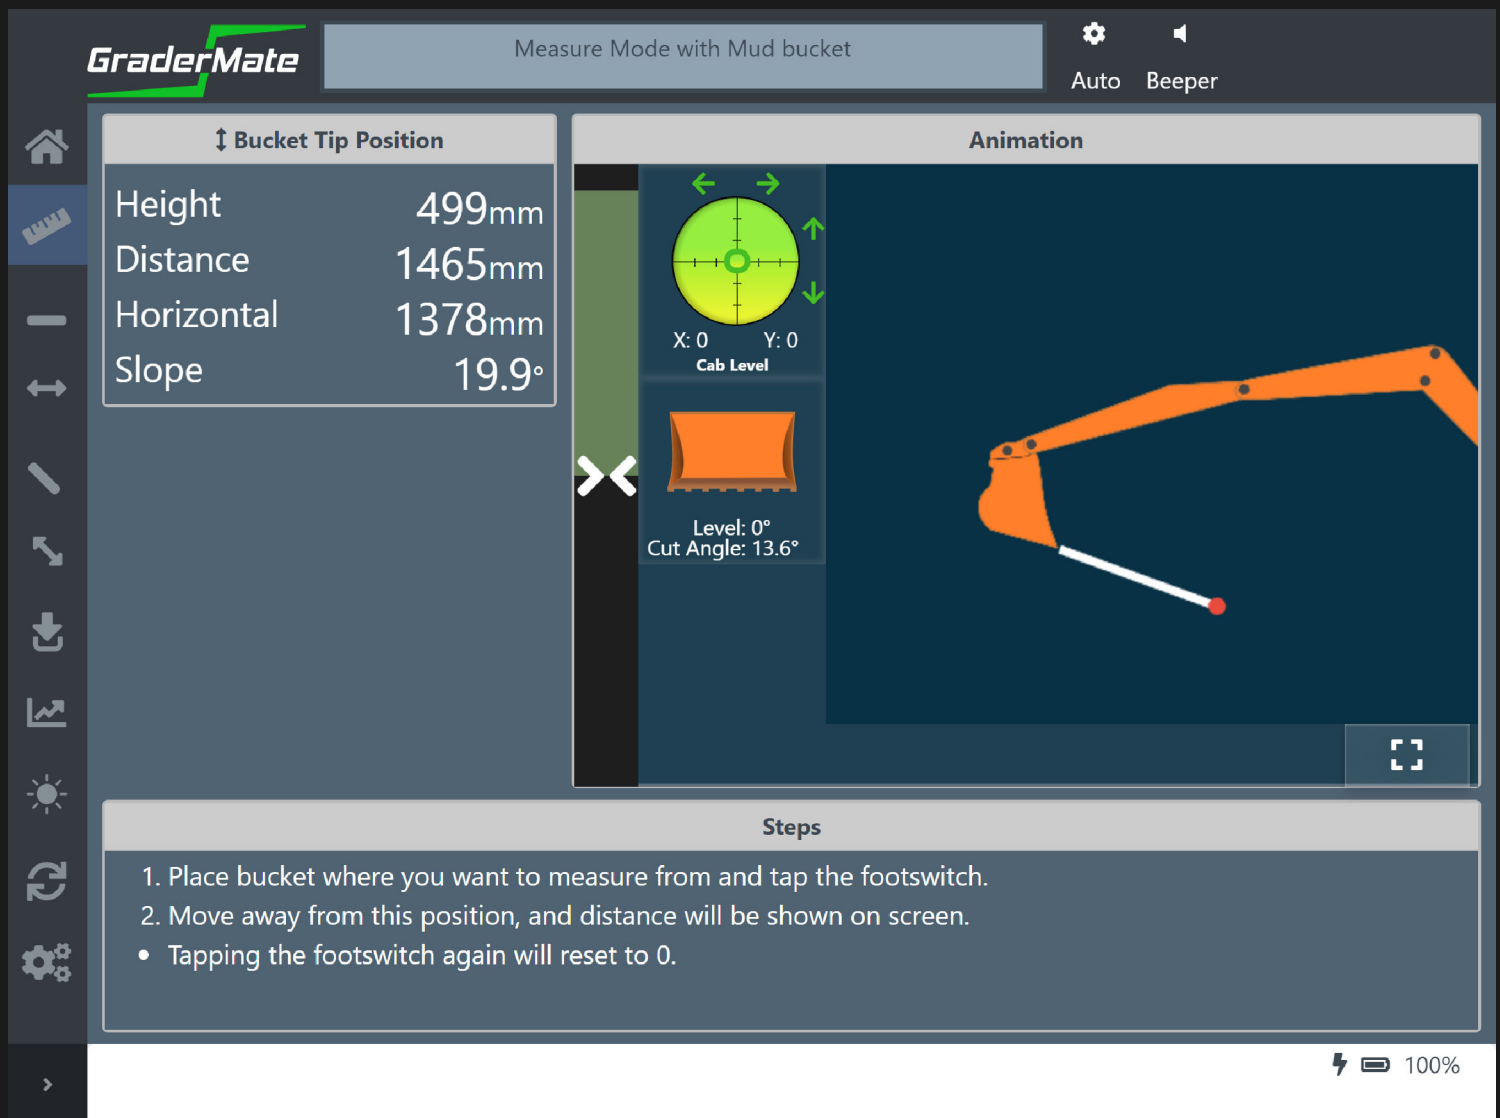 GraderMate
Measure Mode with Mud bucket
Auto
Beeper
Bucket Tip Position
Height 499mm
Distance 1465mm
Horizontal 1378mm
Slope 19.9°
Animation
X: 0 Y: 0
Cab Level
Level: 0°
Cut Angle: 13.6°
Steps
1. Place bucket where you want to measure from and tap the footswitch.
2. Move away from this position, and distance will be shown on screen.
• Tapping the footswitch again will reset to 0.
100%